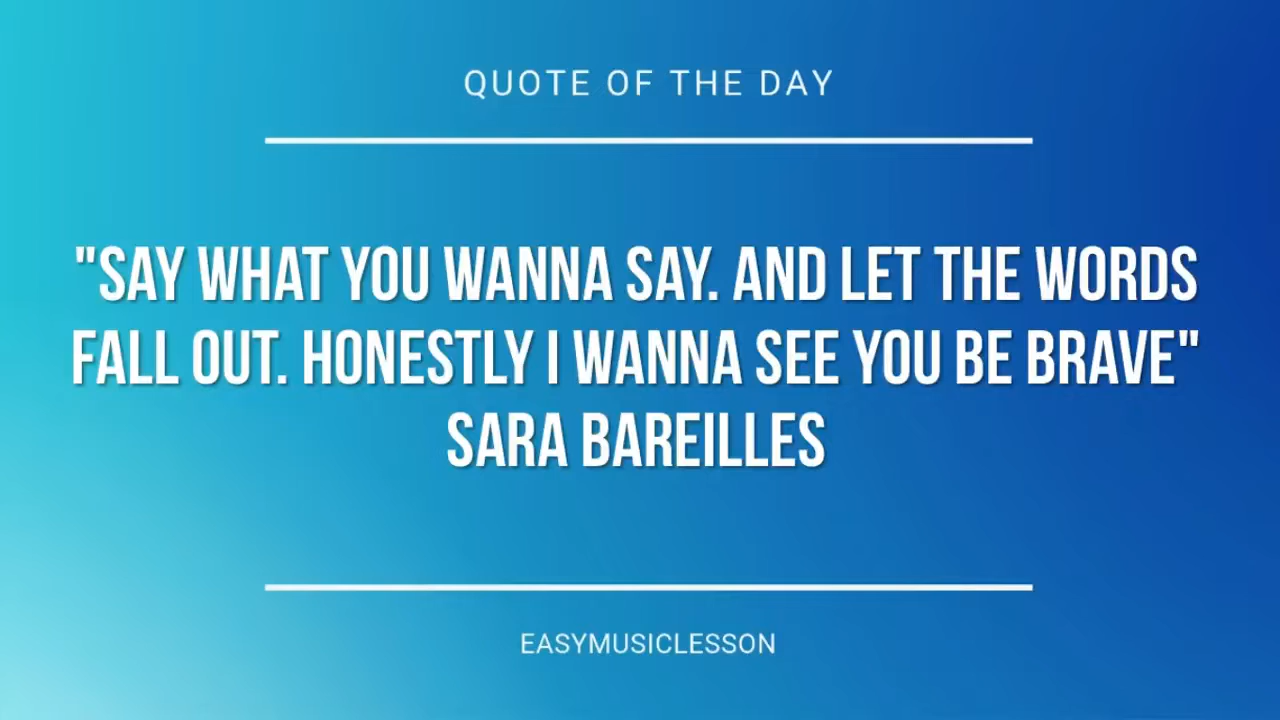 QUOTE OF THE DAY
"SAY WHAT YOU WANNA SAY. AND LET THE WORDS
FALL OUT. HONESTLY I WANNA SEE YOU BE BRAVE"
SARA BAREILLES
EASYMUSICLESSON